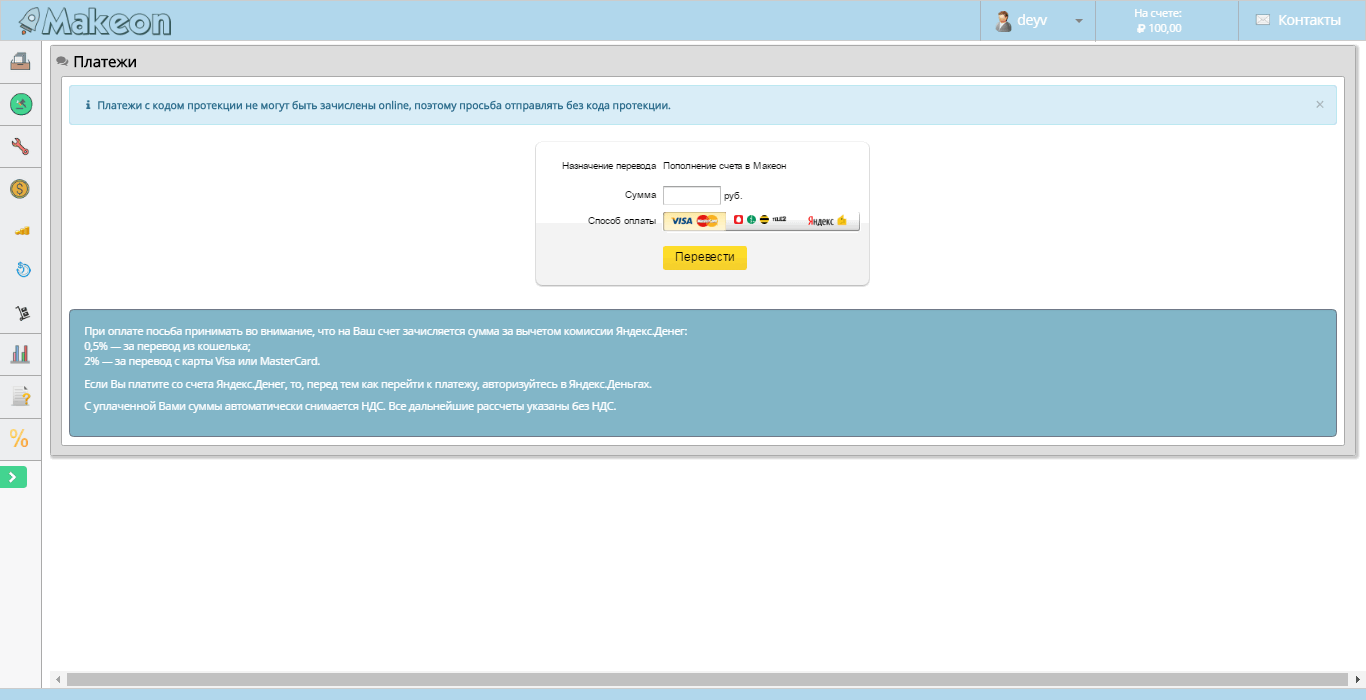 Makeon
deyv
На счете:
₽ 100,00
Контакты
Платежи
Платежи с кодом протекции не могут быть зачислены online, поэтому просьба отправлять без кода протекции.
×
Назначение перевода Пополнение счета в Макеон
Сумма руб.
Способ оплаты VISA MasterCard TELE2 Яндекс
Перевести
При оплате посьба принимать во внимание, что на Ваш счет зачисляется сумма за вычетом комиссии Яндекс.Денег:
0,5% — за перевод из кошелька;
2% — за перевод с карты Visa или MasterCard.
Если Вы платите со счета Яндекс.Денег, то, перед тем как перейти к платежу, авторизуйтесь в Яндекс.Деньгах.
С уплаченной Вами суммы автоматически снимается НДС. Все дальнейшие рассчеты указаны без НДС.